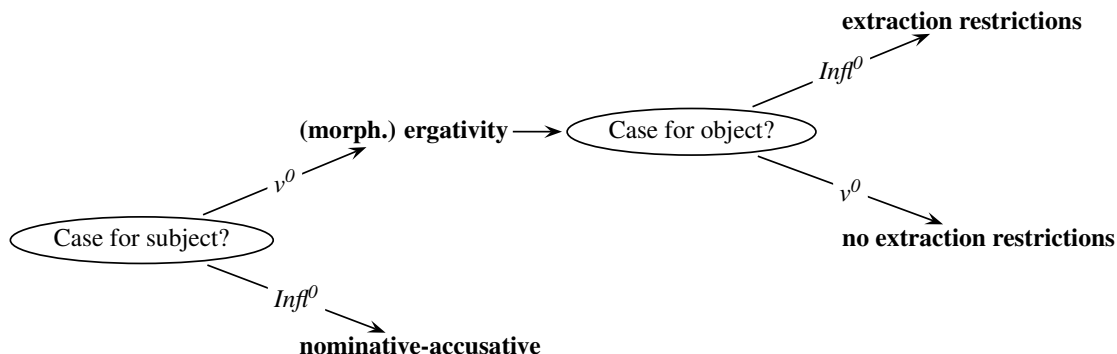 extraction restrictions
Infl⁰
(morph.) ergativity
Case for object?
v⁰
v⁰
Case for subject?
no extraction restrictions
Infl⁰
nominative-accusative